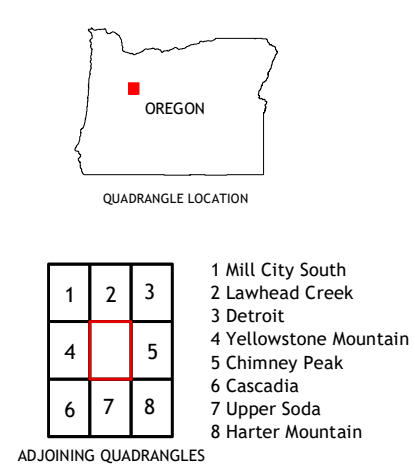 OREGON
QUADRANGLE LOCATION
1 2 3
4 5
6 7 8
1 Mill City South
2 Lawhead Creek
3 Detroit
4 Yellowstone Mountain
5 Chimney Peak
6 Cascadia
7 Upper Soda
8 Harter Mountain
ADJOINING QUADRANGLES